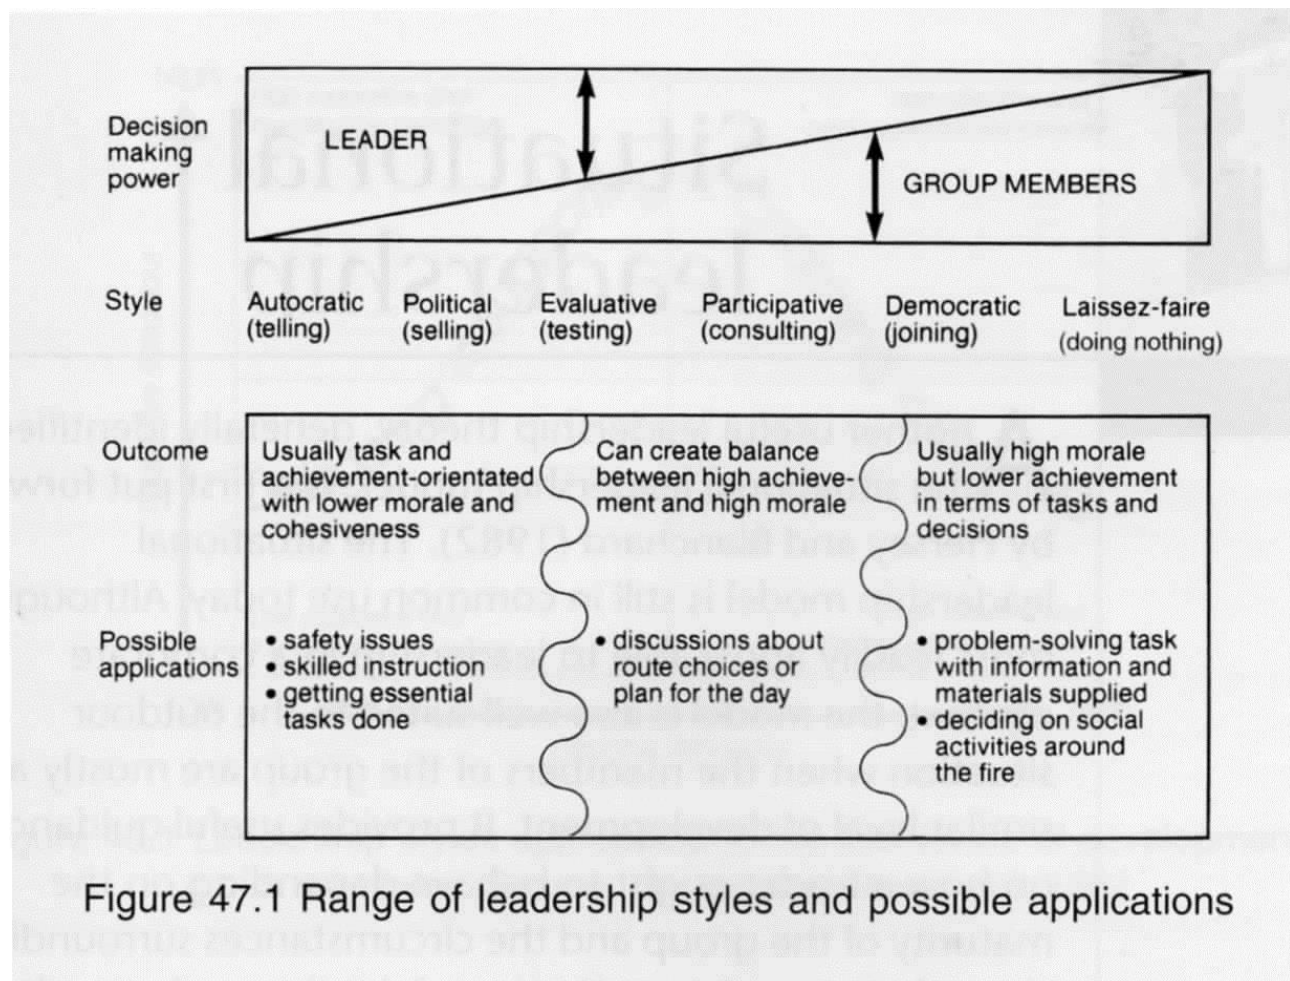 Decision
making
power
LEADER
GROUP MEMBERS
Style
Autocratic
(telling)
Political
(selling)
Evaluative
(testing)
Participative
(consulting)
Democratic
(joining)
Laissez-faire
(doing nothing)
Outcome
Usually task and
achievement-orientated
with lower morale and
cohesiveness
Can create balance
between high achieve-
ment and high morale
Usually high morale
but lower achievement
in terms of tasks and
decisions
Possible
applications
• safety issues
• skilled instruction
• getting essential
tasks done
• discussions about
route choices or
plan for the day
• problem-solving task
with information and
materials supplied
• deciding on social
activities around
the fire
Figure 47.1 Range of leadership styles and possible applications